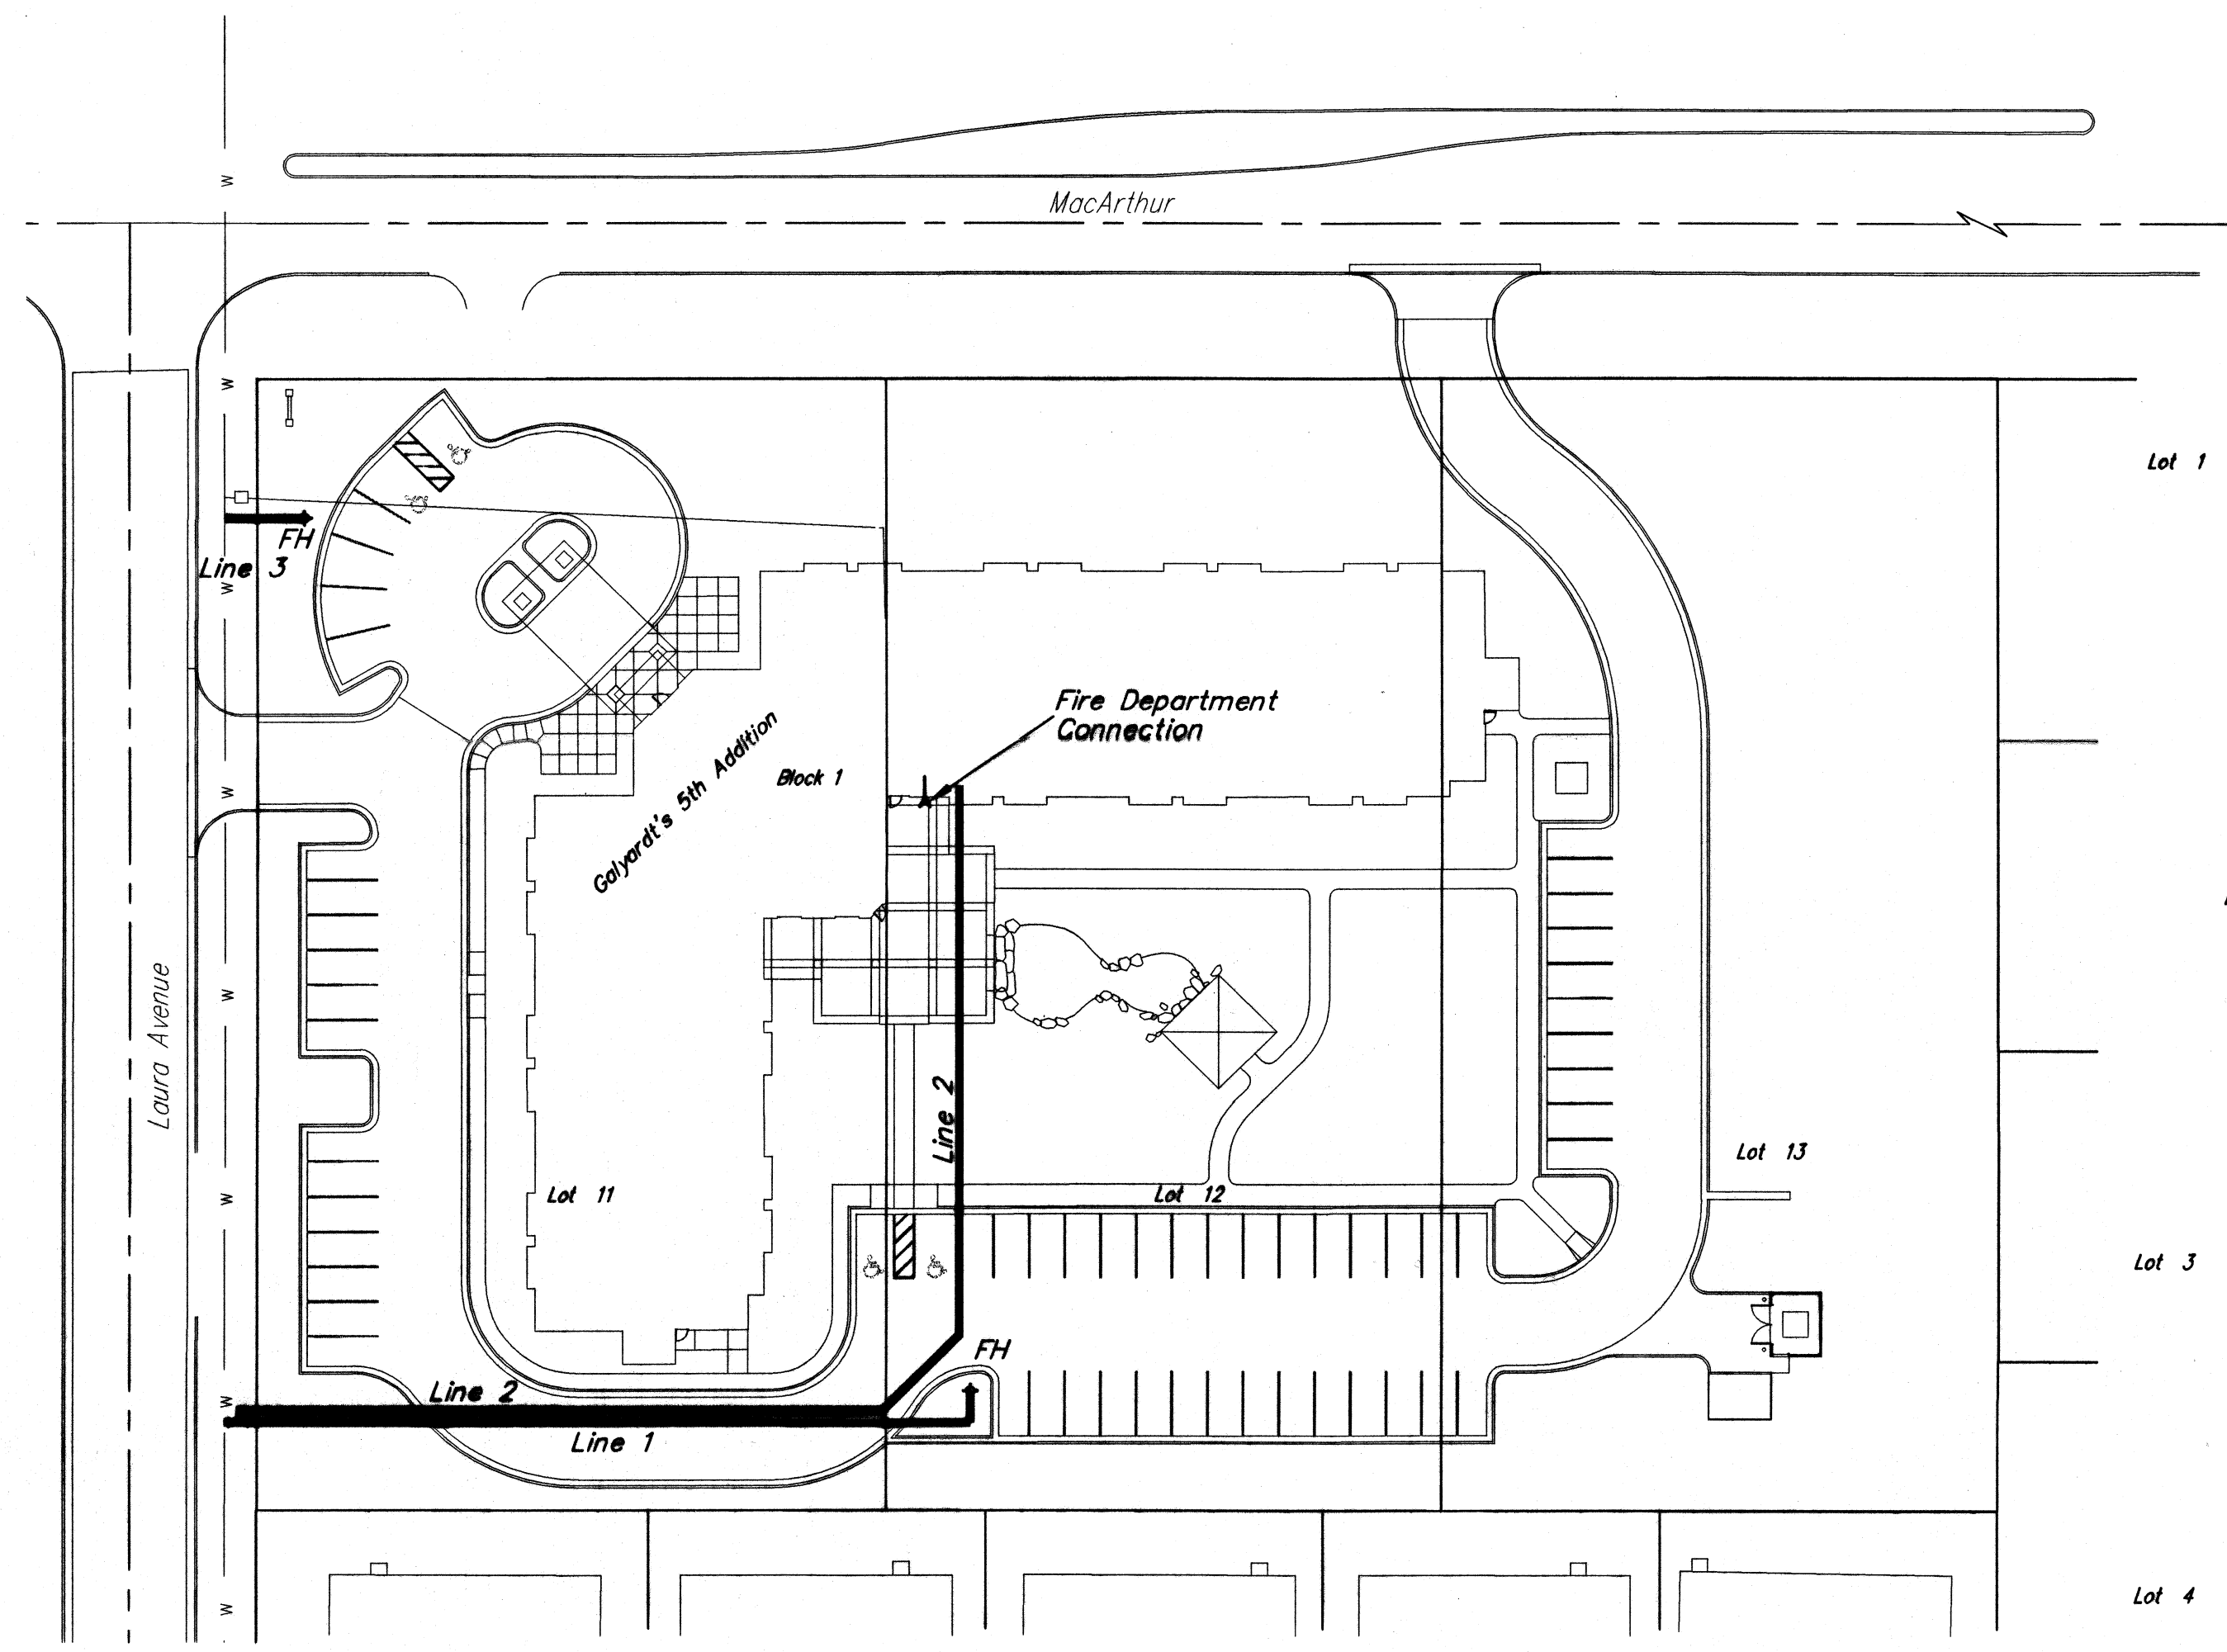 MacArthur
W
W
Lot 1
FH
Line 3
W
Fire Department
Connection
Galyardt's 5th Addition
Block 1
W
Laura Avenue
W
Line 2
Lot 13
Lot 11
Lot 12
W
Lot 3
FH
Line 2
W
Line 1
Lot 4
W